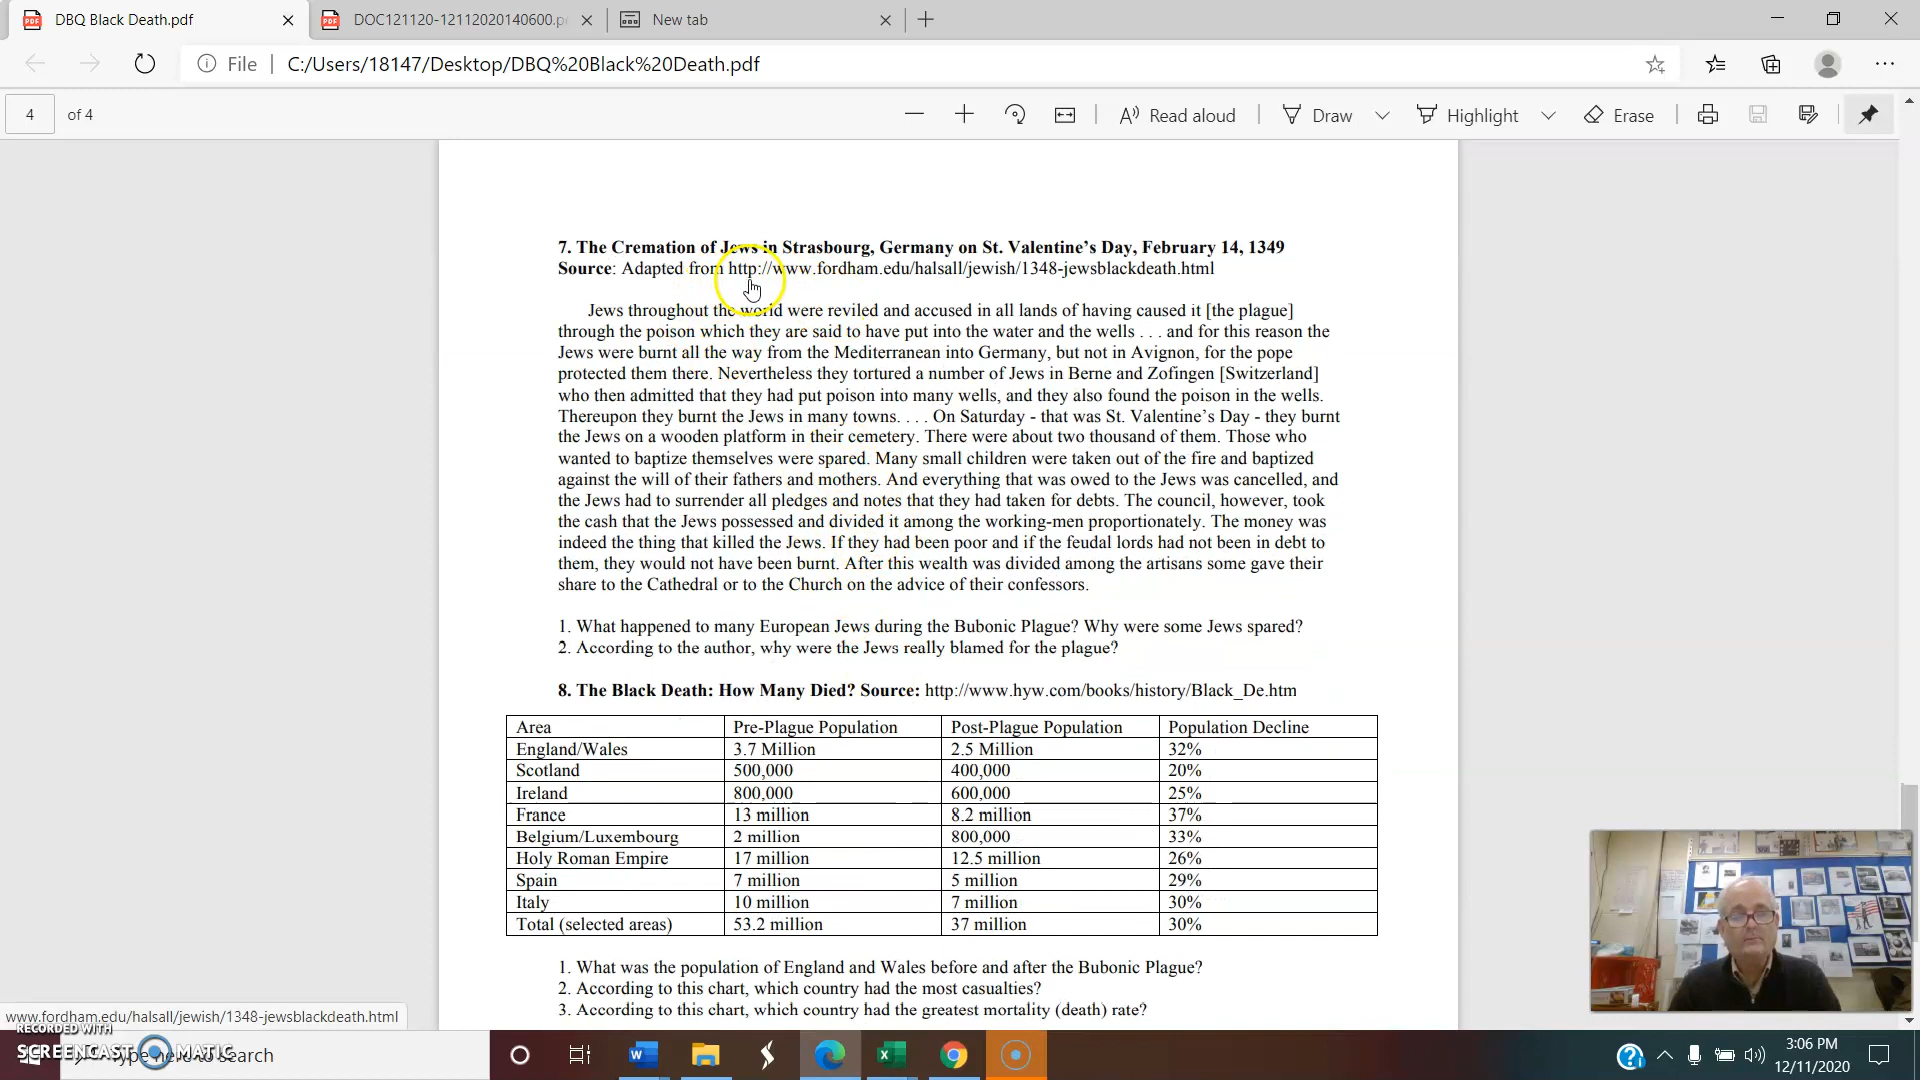 DBQ Black Death.pdf
DOC121120-12112020140600.p
New tab
File
C:/Users/18147/Desktop/DBQ%20Black%20Death.pdf
4 of 4
Read aloud
Draw
Highlight
Erase
7. The Cremation of Jews in Strasbourg, Germany on St. Valentine’s Day, February 14, 1349
Source: Adapted from http://www.fordham.edu/halsall/jewish/1348-jewsblackdeath.html
Jews throughout the world were reviled and accused in all lands of having caused it [the plague]
through the poison which they are said to have put into the water and the wells . . . and for this reason the
Jews were burnt all the way from the Mediterranean into Germany, but not in Avignon, for the pope
protected them there. Nevertheless they tortured a number of Jews in Berne and Zofingen [Switzerland]
who then admitted that they had put poison into many wells, and they also found the poison in the wells.
Thereupon they burnt the Jews in many towns. . . . On Saturday - that was St. Valentine’s Day - they burnt
the Jews on a wooden platform in their cemetery. There were about two thousand of them. Those who
wanted to baptize themselves were spared. Many small children were taken out of the fire and baptized
against the will of their fathers and mothers. And everything that was owed to the Jews was cancelled, and
the Jews had to surrender all pledges and notes that they had taken for debts. The council, however, took
the cash that the Jews possessed and divided it among the working-men proportionately. The money was
indeed the thing that killed the Jews. If they had been poor and if the feudal lords had not been in debt to
them, they would not have been burnt. After this wealth was divided among the artisans some gave their
share to the Cathedral or to the Church on the advice of their confessors.
1. What happened to many European Jews during the Bubonic Plague? Why were some Jews spared?
2. According to the author, why were the Jews really blamed for the plague?
8. The Black Death: How Many Died? Source: http://www.hyw.com/books/history/Black_De.htm
Area Pre-Plague Population Post-Plague Population Population Decline
England/Wales 3.7 Million 2.5 Million 32%
Scotland 500,000 400,000 20%
Ireland 800,000 600,000 25%
France 13 million 8.2 million 37%
Belgium/Luxembourg 2 million 800,000 33%
Holy Roman Empire 17 million 12.5 million 26%
Spain 7 million 5 million 29%
Italy 10 million 7 million 30%
Total (selected areas) 53.2 million 37 million 30%
1. What was the population of England and Wales before and after the Bubonic Plague?
2. According to this chart, which country had the most casualties?
3. According to this chart, which country had the greatest mortality (death) rate?
www.fordham.edu/halsall/jewish/1348-jewsblackdeath.html
RECORDED WITH
SCREENCAST MATIC
Type here to search
3:06 PM
12/11/2020